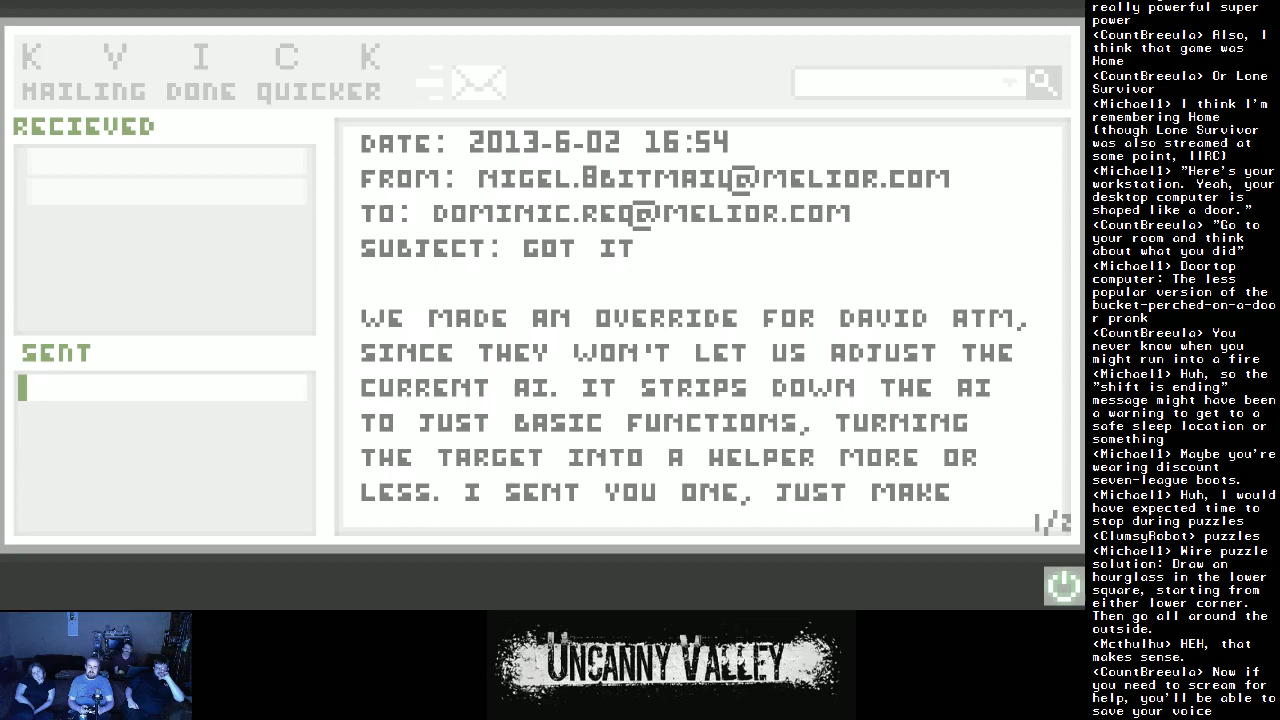 K V I C K
MAILING DONE QUICKER
RECIEVED
SENT
DATE: 2013-6-02 16:54
FROM: NIGEL.8BITMAIU@MELIOR.COM
TO: DOMINIC.REQ@MELIOR.COM
SUBJECT: GOT IT
WE MADE AN OVERRIDE FOR DAVID ATM,
SINCE THEY WON'T LET US ADJUST THE
CURRENT AI. IT STRIPS DOWN THE AI
TO JUST BASIC FUNCTIONS, TURNING
THE TARGET INTO A HELPER MORE OR
LESS. I SENT YOU ONE, JUST MAKE
1/2
UNCANNY VALLEY
really powerful super
power
<CountBreeula> Also, I
think that game was
Home
<CountBreeula> Or Lone
Survivor
<Michael1> I think I'm
remembering Home
(though Lone Survivor
was also streamed at
some point, IIRC)
<Michael1> "Here's your
workstation. Yeah, your
desktop computer is
shaped like a door."
<CountBreeula> "Go to
your room and think
about what you did"
<Michael1> Doortop
computer: The less
popular version of the
bucket-perched-on-a-doo
r prank
<CountBreeula> You
never know when you
might run into a fire
<Michael1> Huh, so the
"shift is ending"
message might have been
a warning to get to a
safe sleep location or
something
<Michael1> Maybe you're
wearing discount
seven-league boots.
<Michael1> Huh, I would
have expected time to
stop during puzzles
<ClumsyRobot> puzzles
<Michael1> Wire puzzle
solution: Draw an
hourglass in the lower
square, starting from
either lower corner.
Then go all around the
outside.
<Mcthulhu> HEH, that
makes sense.
<CountBreeula> Now if
you need to scream for
help, you'll be able to
save your voice